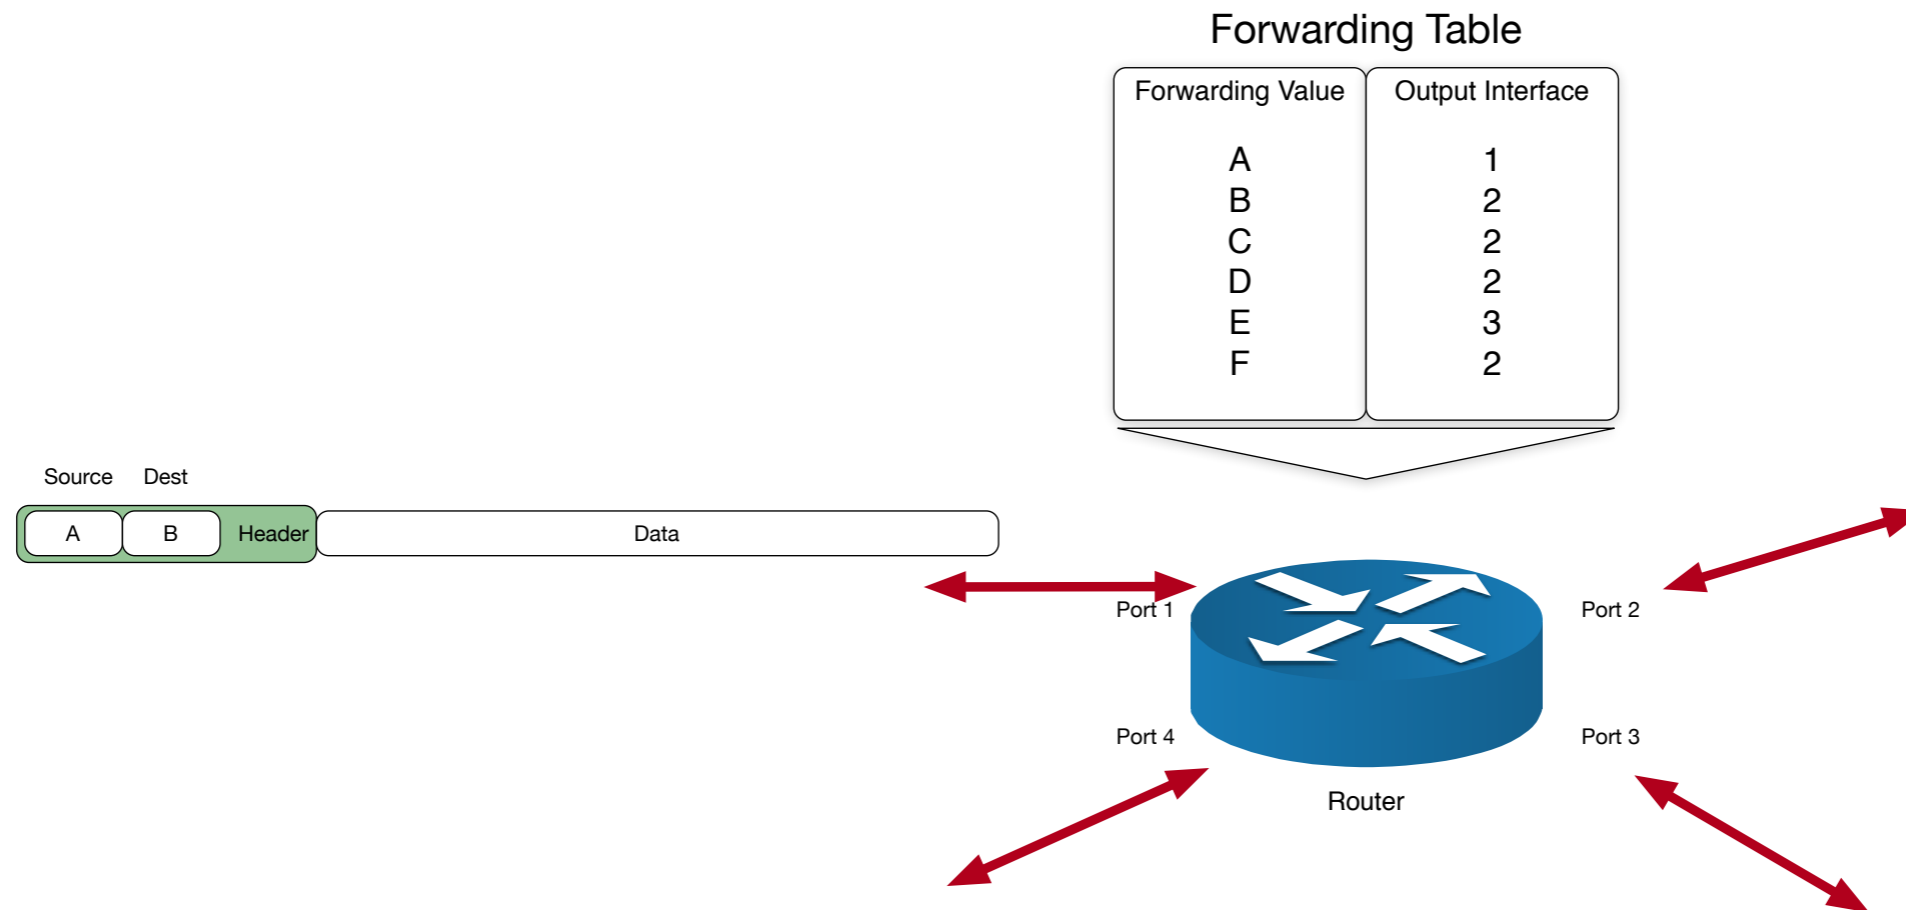 Forwarding Table
Forwarding Value Output Interface
A 1
B 2
C 2
D 2
E 3
F 2
Source Dest
A B Header Data
Port 1 Port 2
Port 4 Port 3
Router